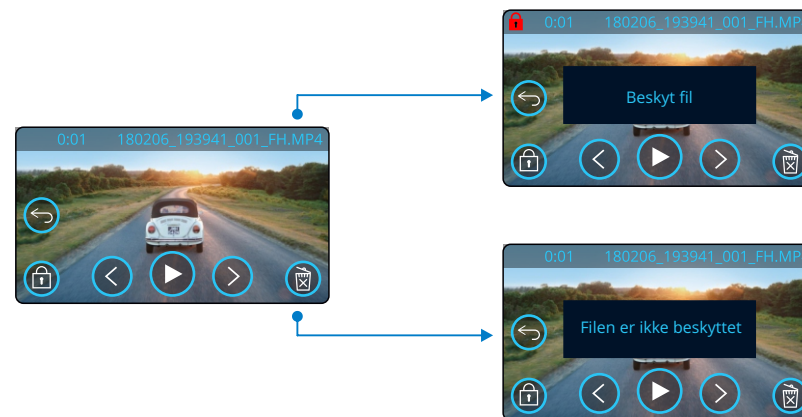 0:01 180206_193941_001_FH.MP4
0:01 180206_193941_001_FH.MP
Beskyt fil
0:01 180206_193941_001_FH.MP
Filen er ikke beskyttet